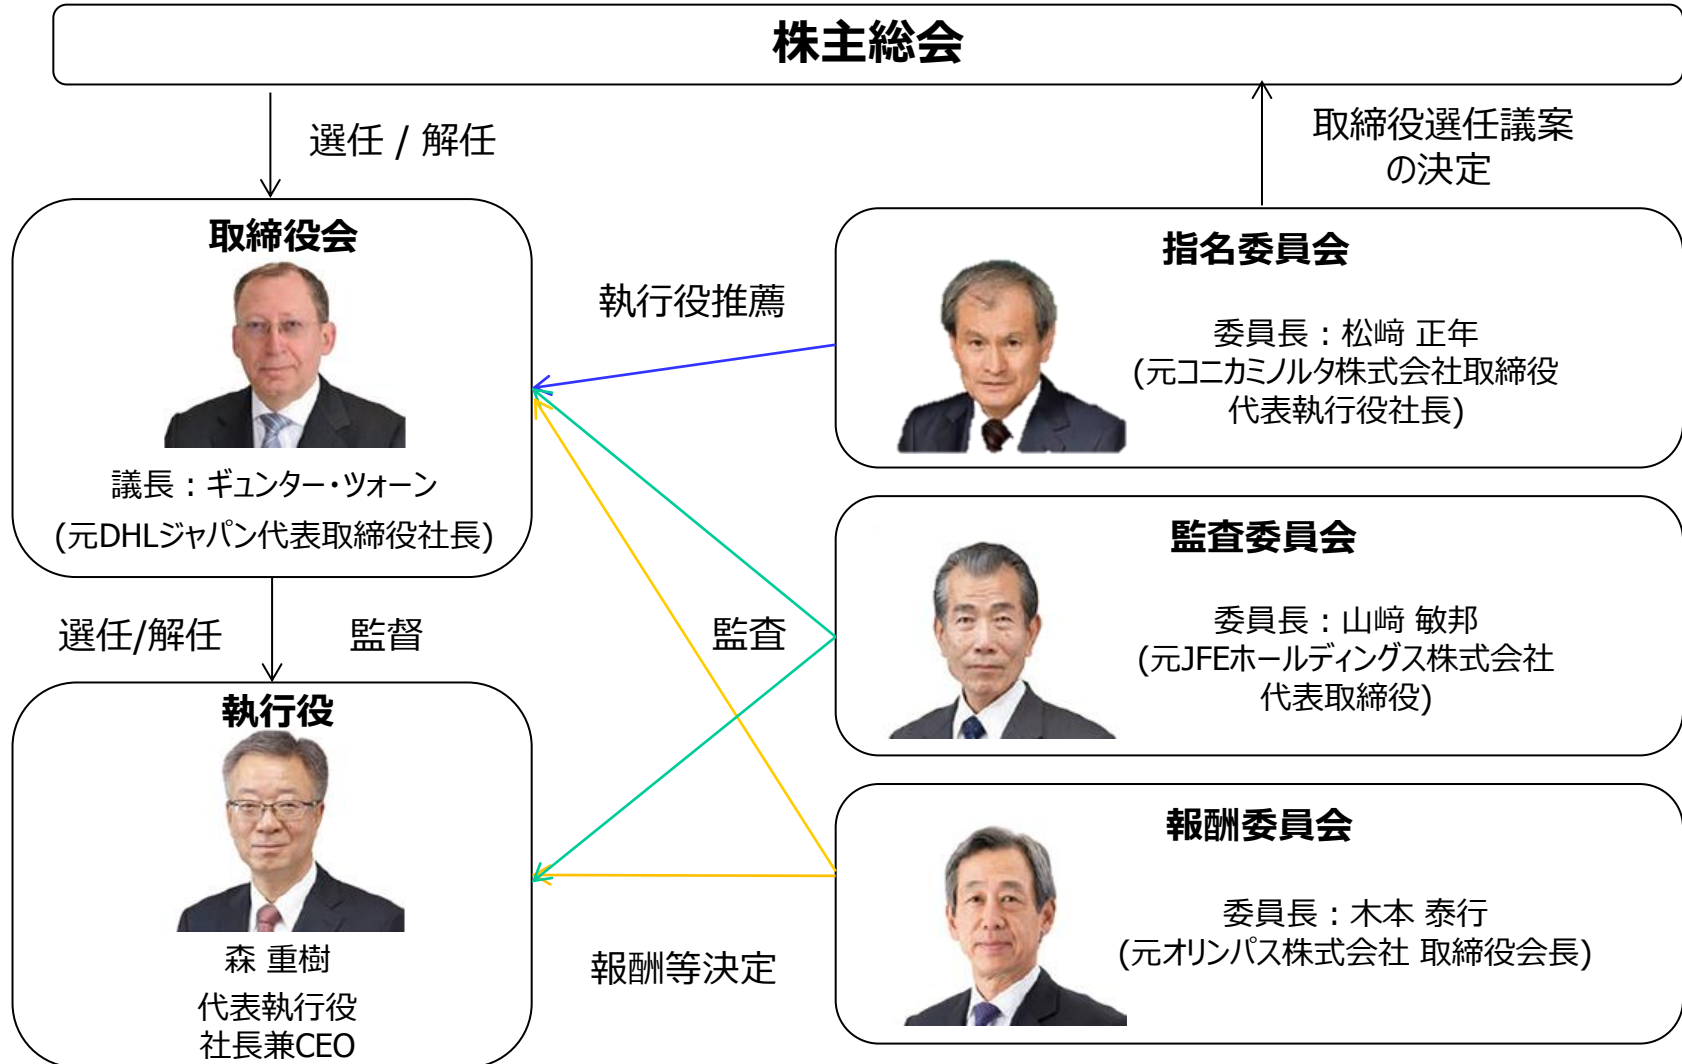 株主総会
選任 / 解任
取締役選任議案
の決定
取締役会
議長：ギュンター・ツォーン
(元DHLジャパン代表取締役社長)
執行役推薦
指名委員会
委員長：松﨑 正年
(元コニカミノルタ株式会社取締役
代表執行役社長)
選任/解任
監督
監査
監査委員会
委員長：山﨑 敏邦
(元JFEホールディングス株式会社
代表取締役)
執行役
森 重樹
代表執行役
社長兼CEO
報酬等決定
報酬委員会
委員長：木本 泰行
(元オリンパス株式会社 取締役会長)